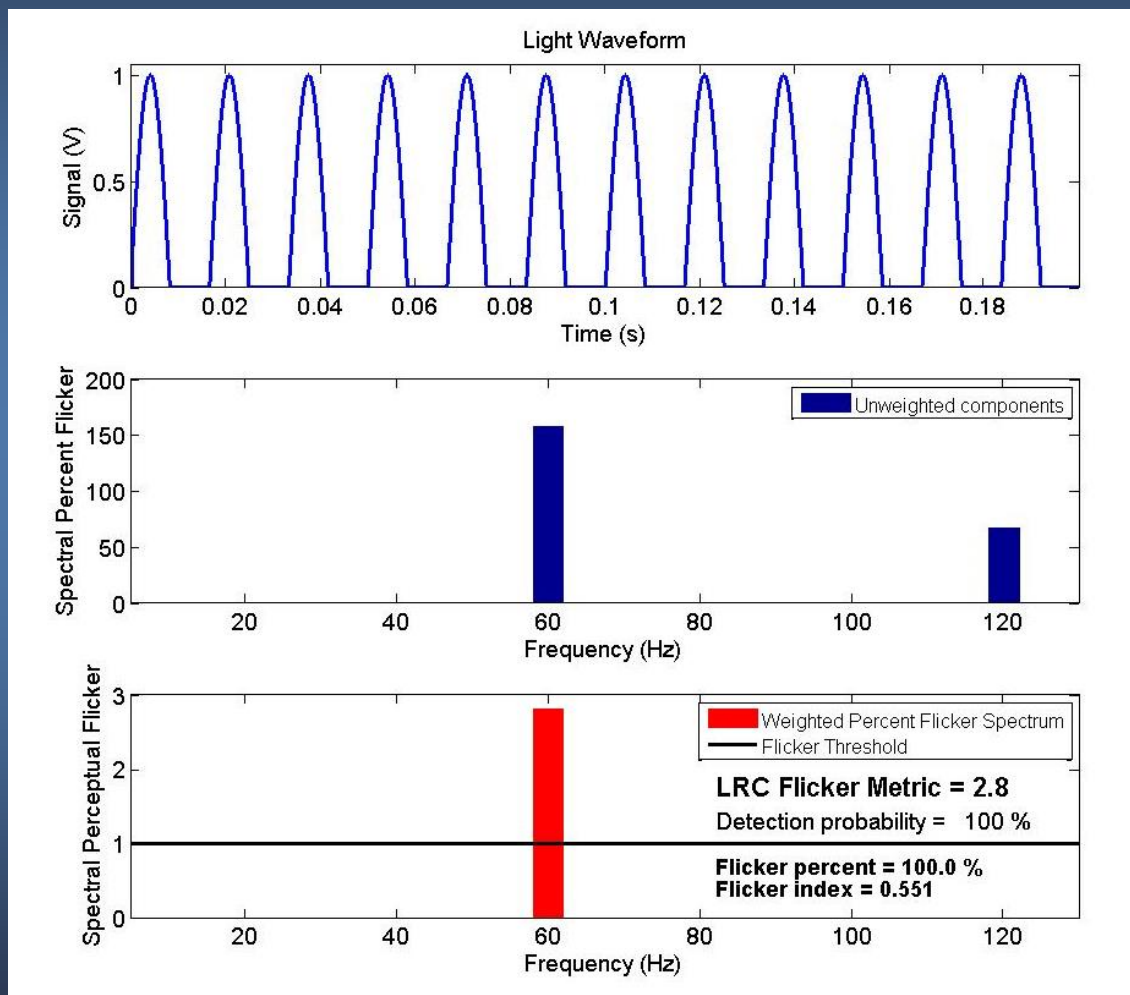 Light Waveform
1
0.5
0
Signal (V)
0 0.02 0.04 0.06 0.08 0.1 0.12 0.14 0.16 0.18
Time (s)
200
150
100
50
0
Spectral Percent Flicker
Unweighted components
20 40 60 80 100 120
Frequency (Hz)
3
2
1
0
Spectral Perceptual Flicker
Weighted Percent Flicker Spectrum
Flicker Threshold
LRC Flicker Metric = 2.8
Detection probability = 100 %
Flicker percent = 100.0 %
Flicker index = 0.551
20 40 60 80 100 120
Frequency (Hz)